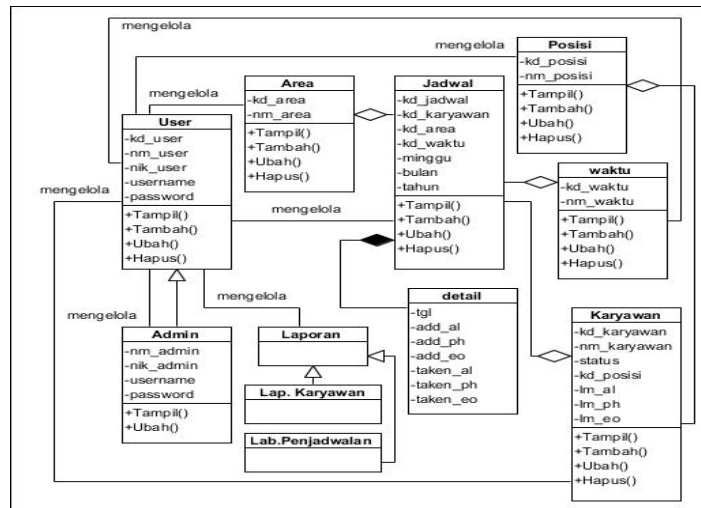 mengelola
mengelola
mengelola
Posisi
-kd_posisi
-nm_posisi
+Tampil()
+Tambah()
+Ubah()
+Hapus()
Area
-kd_area
-nm_area
+Tampil()
+Tambah()
+Ubah()
+Hapus()
Jadwal
-kd_jadwal
-kd_karyawan
-kd_area
-kd_waktu
-minggu
-bulan
-tahun
+Tampil()
+Tambah()
+Ubah()
+Hapus()
User
-kd_user
-nm_user
-nik_user
-username
-password
+Tampil()
+Tambah()
+Ubah()
+Hapus()
waktu
-kd_waktu
-nm_waktu
+Tampil()
+Tambah()
+Ubah()
+Hapus()
mengelola
mengelola
mengelola
mengelola
detail
-tgl
-add_al
-add_ph
-add_eo
-taken_al
-taken_ph
-taken_eo
Karyawan
-kd_karyawan
-nm_karyawan
-status
-kd_posisi
-lm_al
-lm_ph
-lm_eo
+Tampil()
+Tambah()
+Ubah()
+Hapus()
Admin
-nm_admin
-nik_admin
-username
-password
+Tampil()
+Ubah()
Laporan
Lap. Karyawan
Lab.Penjadwalan